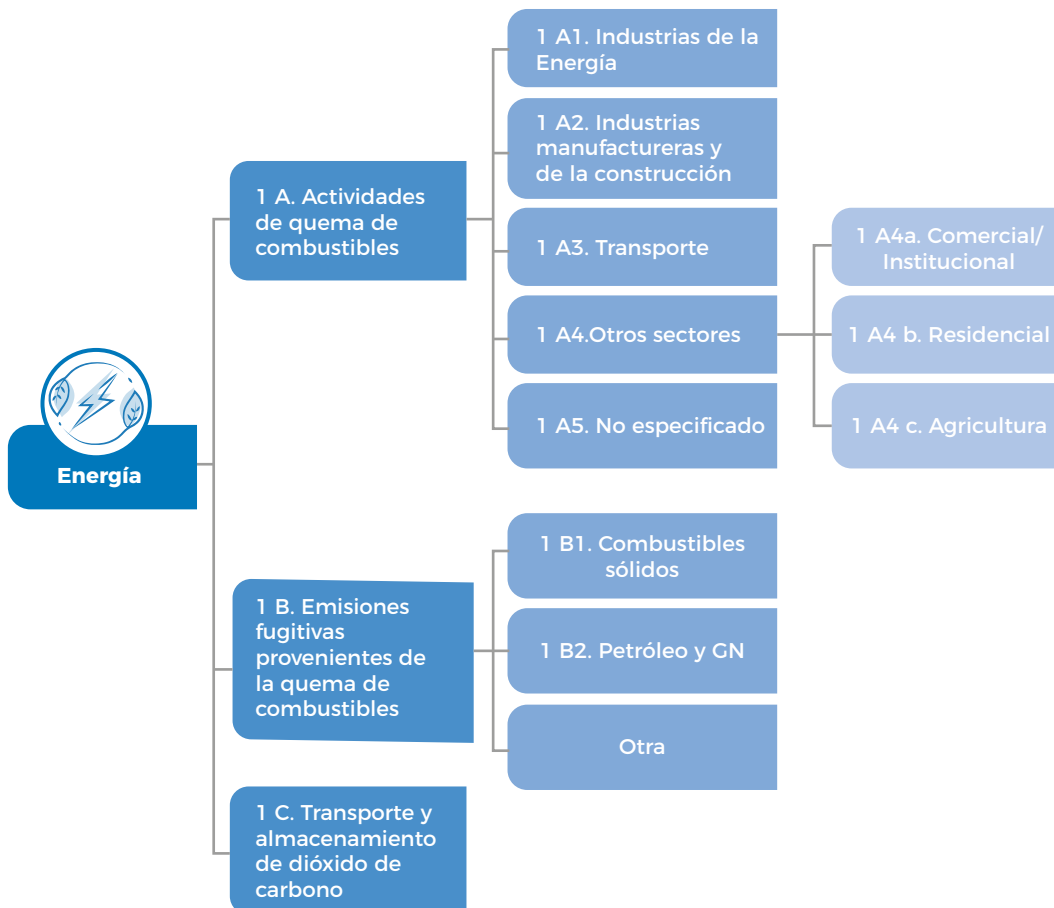 Energía
1 A. Actividades
de quema de
combustibles
1 A1. Industrias de la
Energía
1 A2. Industrias
manufactureras y
de la construcción
1 A3. Transporte
1 A4.Otros sectores
1 A4a. Comercial/
Institucional
1 A4 b. Residencial
1 A4 c. Agricultura
1 A5. No especificado
1 B. Emisiones
fugitivas
provenientes de
la quema de
combustibles
1 B1. Combustibles
sólidos
1 B2. Petróleo y GN
Otra
1 C. Transporte y
almacenamiento
de dióxido de
carbono